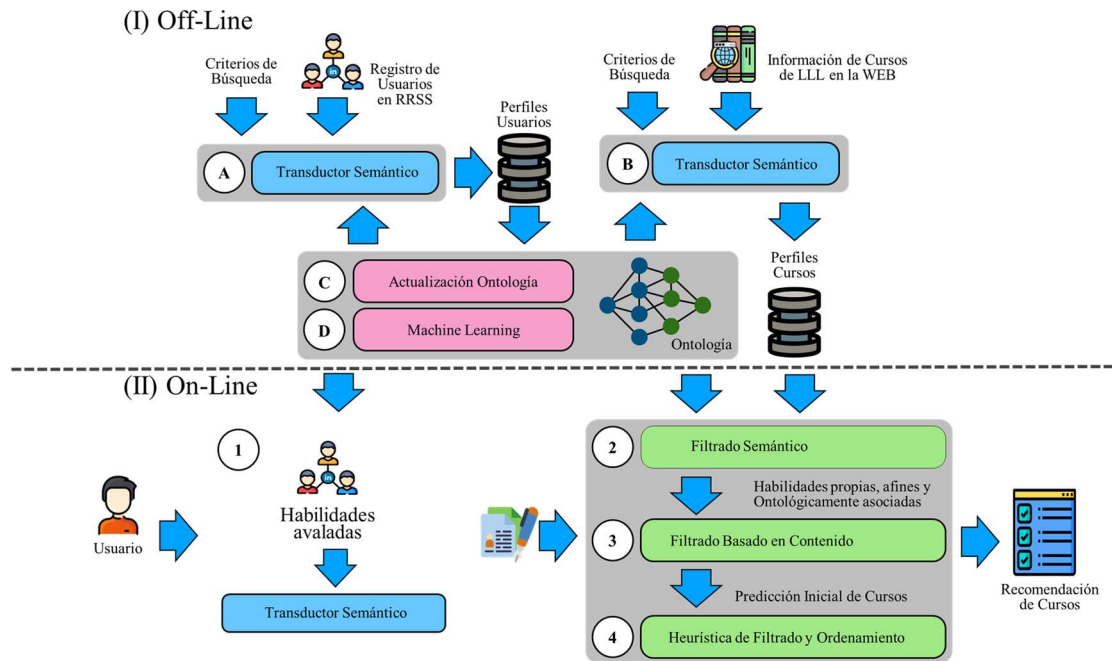 (I) Off-Line
Criterios de
Búsqueda
in
Registro de
Usuarios
en RRSS
Criterios de
Búsqueda
Información de Cursos
de LLL en la WEB
Perfiles
Usuarios
A
Transductor Semántico
B
Transductor Semántico
Perfiles
Cursos
C
Actualización Ontología
D
Machine Learning
Ontología
(II) On-Line
1
in
Habilidades
avaladas
Usuario
Transductor Semántico
2
Filtrado Semántico
Habilidades propias, afines y
Ontológicamente asociadas
3
Filtrado Basado en Contenido
Predicción Inicial de Cursos
4
Heurística de Filtrado y Ordenamiento
Recomendación
de Cursos